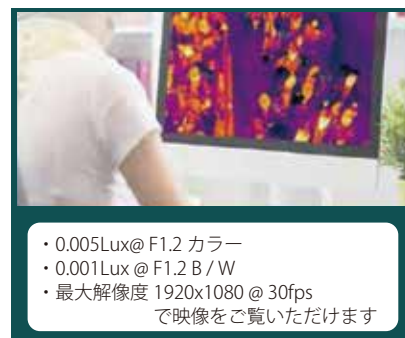 ・0.005Lux@ F1.2 カラー
・0.001Lux @ F1.2 B / W
・最大解像度 1920x1080 @ 30fps
で映像をご覧いただけます